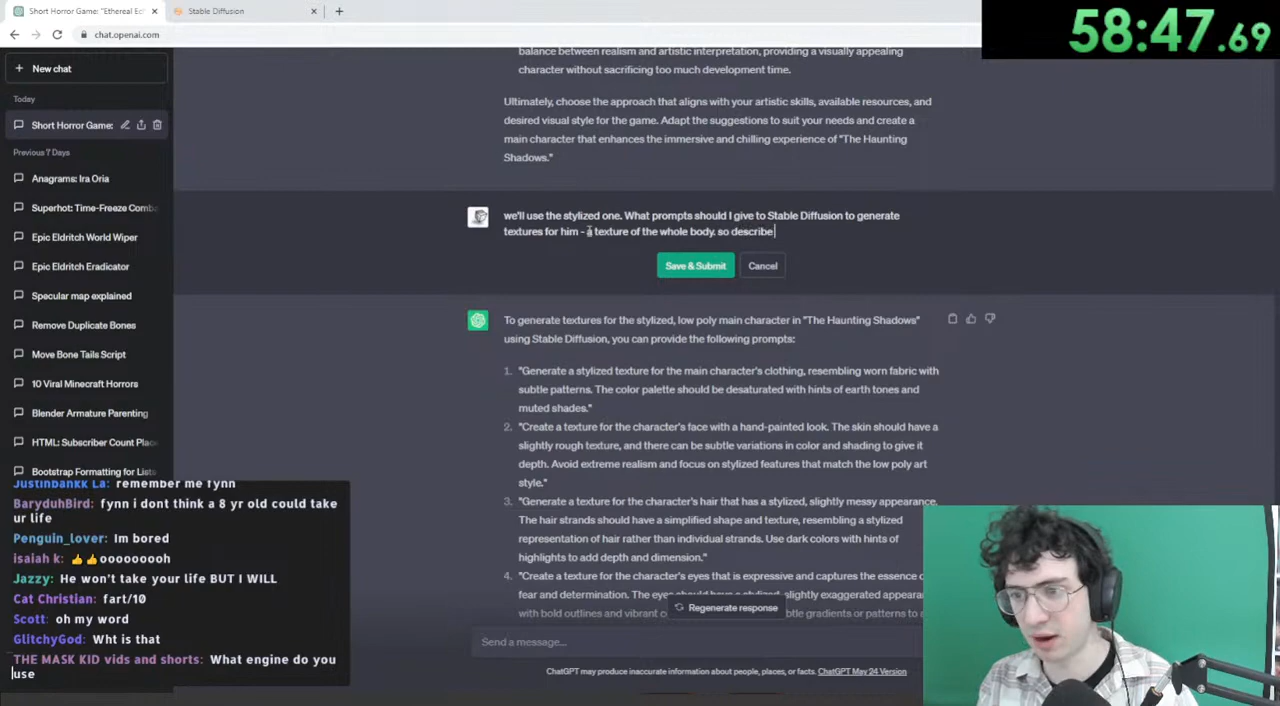 Short Horror Game: "Ethereal Ec
Stable Diffusion
58:47.69
chat.openai.com
New chat
Today
Short Horror Game:
Previous 7 Days
Anagrams: Ira Oria
Superhot: Time-Freeze Comba
Epic Eldritch World Wiper
Epic Eldritch Eradicator
Specular map explained
Remove Duplicate Bones
Move Bone Tails Script
10 Viral Minecraft Horrors
Blender Armature Parenting
HTML: Subscriber Count Plac
Bootstrap Formatting for Lists
balance between realism and artistic interpretation, providing a visually appealing
character without sacrificing too much development time.
Ultimately, choose the approach that aligns with your artistic skills, available resources, and
desired visual style for the game. Adapt the suggestions to suit your needs and create a
main character that enhances the immersive and chilling experience of "The Haunting
Shadows."
we'll use the stylized one. What prompts should I give to Stable Diffusion to generate
textures for him - a texture of the whole body. so describe
Save & Submit
Cancel
To generate textures for the stylized, low poly main character in "The Haunting Shadows"
using Stable Diffusion, you can provide the following prompts:
1. "Generate a stylized texture for the main character's clothing, resembling worn fabric with
subtle patterns. The color palette should be desaturated with hints of earth tones and
muted shades."
2. "Create a texture for the character's face with a hand-painted look. The skin should have a
slightly rough texture, and there can be subtle variations in color and shading to give it
depth. Avoid extreme realism and focus on stylized features that match the low poly art
style."
3. "Generate a texture for the character's hair that has a stylized, slightly messy appearance.
The hair strands should have a simplified shape and texture, resembling a stylized
representation of hair rather than individual strands. Use dark colors with hints of
highlights to add depth and dimension."
4. "Create a texture for the character's eyes that is expressive and captures the essence
fear and determination. The eyes should have a stylized, slightly exaggerated appeara
with bold outlines and vibrant
btle gradients or patterns to
Regenerate response
Send a message...
ChatGPT may produce inaccurate information about people, places, or facts. ChatGPT May 24 Version
Justinbankk La: remember me fynn
BaryduhBird: fynn i dont think a 8 yr old could take
ur life
Penguin_lover: Im bored
isaiah k: 👍👍oooooooooh
Jazzy: He won't take your life BUT I WILL
Cat Christian: fart/10
Scott: oh my word
GlitchyGod: Wht is that
THE MASK KID vids and shorts: What engine do you
use